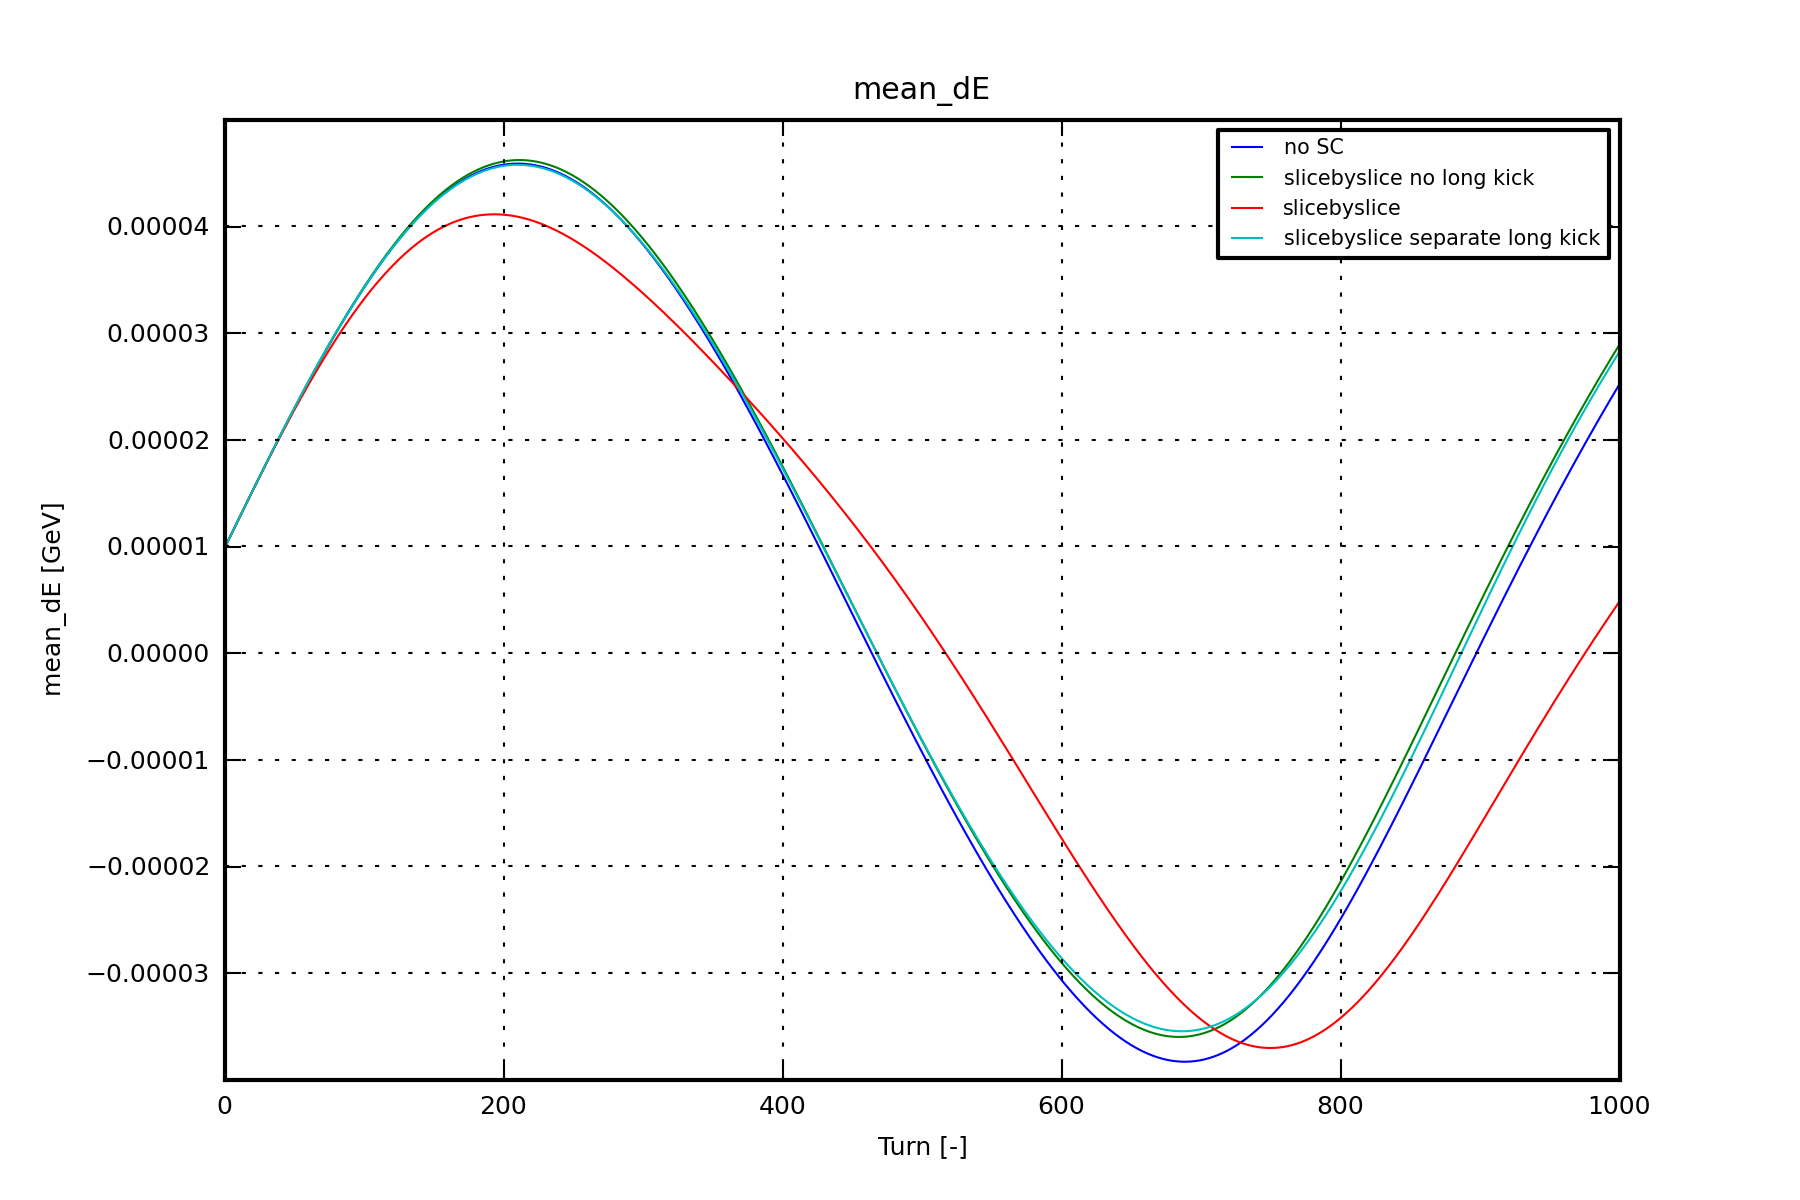 mean_dE
no SC
slicebyslice no long kick
slicebyslice
slicebyslice separate long kick
mean_dE [GeV]
0.00004
0.00003
0.00002
0.00001
0.00000
−0.00001
−0.00002
−0.00003
0 200 400 600 800 1000
Turn [-]